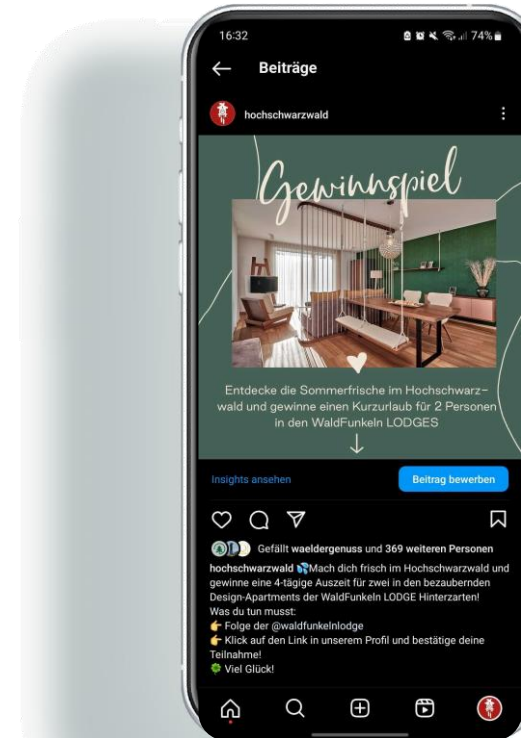 16:32
74%
Beiträge
hochschwarzwald
Gewinnspiel
Entdecke die Sommerfrische im Hochschwarz-
wald und gewinne einen Kurzurlaub für 2 Personen
in den WaldFunkeln LODGES
Insights ansehen
Beitrag bewerben
Gefällt waeldergenuss und 369 weiteren Personen
hochschwarzwald 💦Mach dich frisch im Hochschwarzwald und
gewinne eine 4-tägige Auszeit für zwei in den bezaubernden
Design-Apartments der WaldFunkeln LODGE Hinterzarten!
Was du tun musst:
👉 Folge der @waldfunkelnlodge
👉 Klick auf den Link in unserem Profil und bestätige deine
Teilnahme!
🍀 Viel Glück!